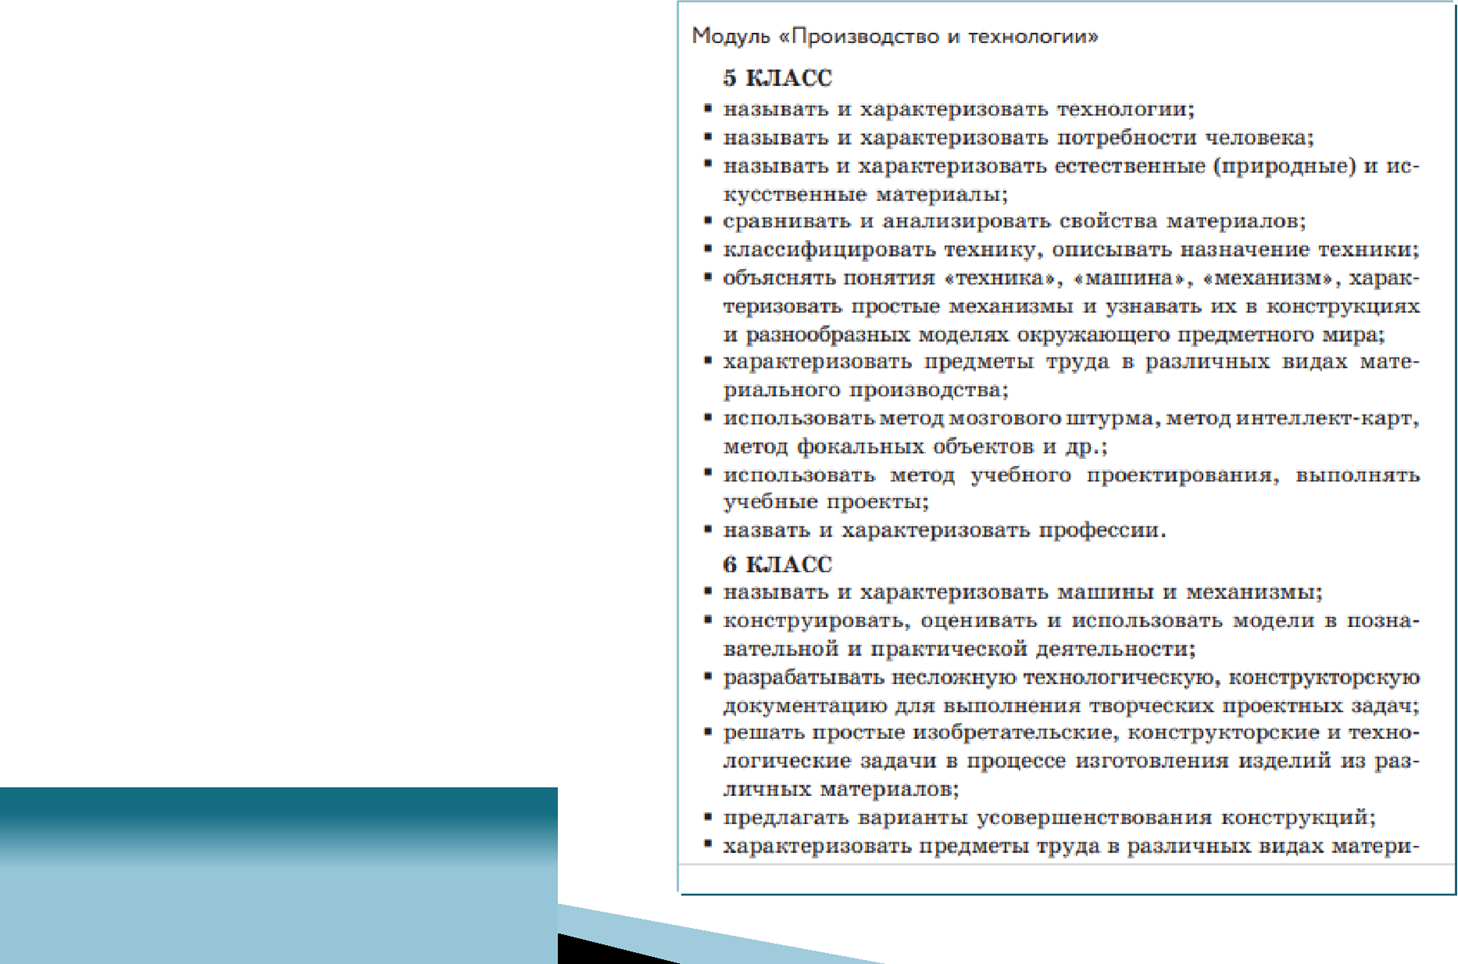 Модуль «Производство и технологии»
5 КЛАСС
▪ называть и характеризовать технологии;
▪ называть и характеризовать потребности человека;
▪ называть и характеризовать естественные (природные) и ис-
кусственные материалы;
▪ сравнивать и анализировать свойства материалов;
▪ классифицировать технику, описывать назначение техники;
▪ объяснять понятия «техника», «машина», «механизм», харак-
теризовать простые механизмы и узнавать их в конструкциях
и разнообразных моделях окружающего предметного мира;
▪ характеризовать предметы труда в различных видах мате-
риального производства;
▪ использовать метод мозгового штурма, метод интеллект-карт,
метод фокальных объектов и др.;
▪ использовать метод учебного проектирования, выполнять
учебные проекты;
▪ назвать и характеризовать профессии.
6 КЛАСС
▪ называть и характеризовать машины и механизмы;
▪ конструировать, оценивать и использовать модели в позна-
вательной и практической деятельности;
▪ разрабатывать несложную технологическую, конструкторскую
документацию для выполнения творческих проектных задач;
▪ решать простые изобретательские, конструкторские и техно-
логические задачи в процессе изготовления изделий из раз-
личных материалов;
▪ предлагать варианты усовершенствования конструкций;
▪ характеризовать предметы труда в различных видах матери-